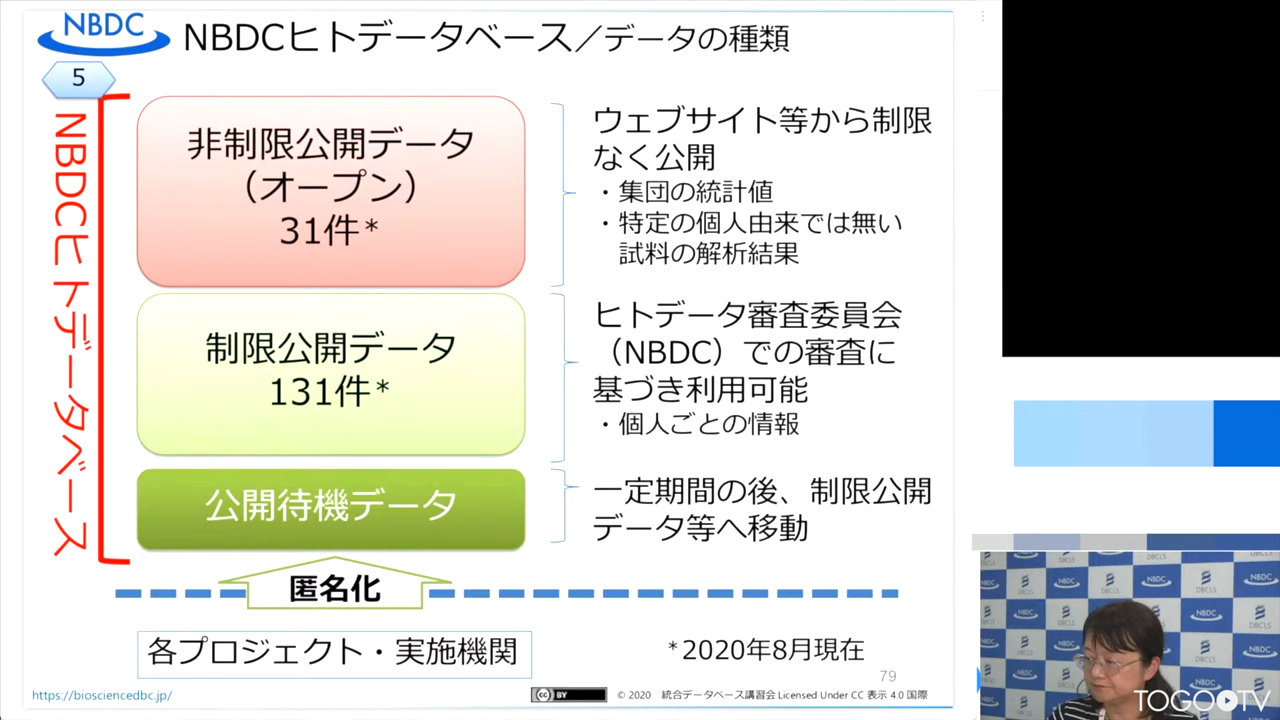 NBDC
NBDCヒトデータベース／データの種類
5
NBDCヒトデータベース
非制限公開データ
（オープン）
31件*
ウェブサイト等から制限
なく公開
・集団の統計値
・特定の個人由来では無い
試料の解析結果
制限公開データ
131件*
ヒトデータ審査委員会
（NBDC）での審査に
基づき利用可能
・個人ごとの情報
公開待機データ
一定期間の後、制限公開
データ等へ移動
匿名化
各プロジェクト・実施機関
*2020年8月現在
79
https://biosciencedbc.jp/
cc BY
© 2020 統合データベース講習会 Licensed Under CC 表示 4.0 国際
NBDC
DBCLS
TOGO TV